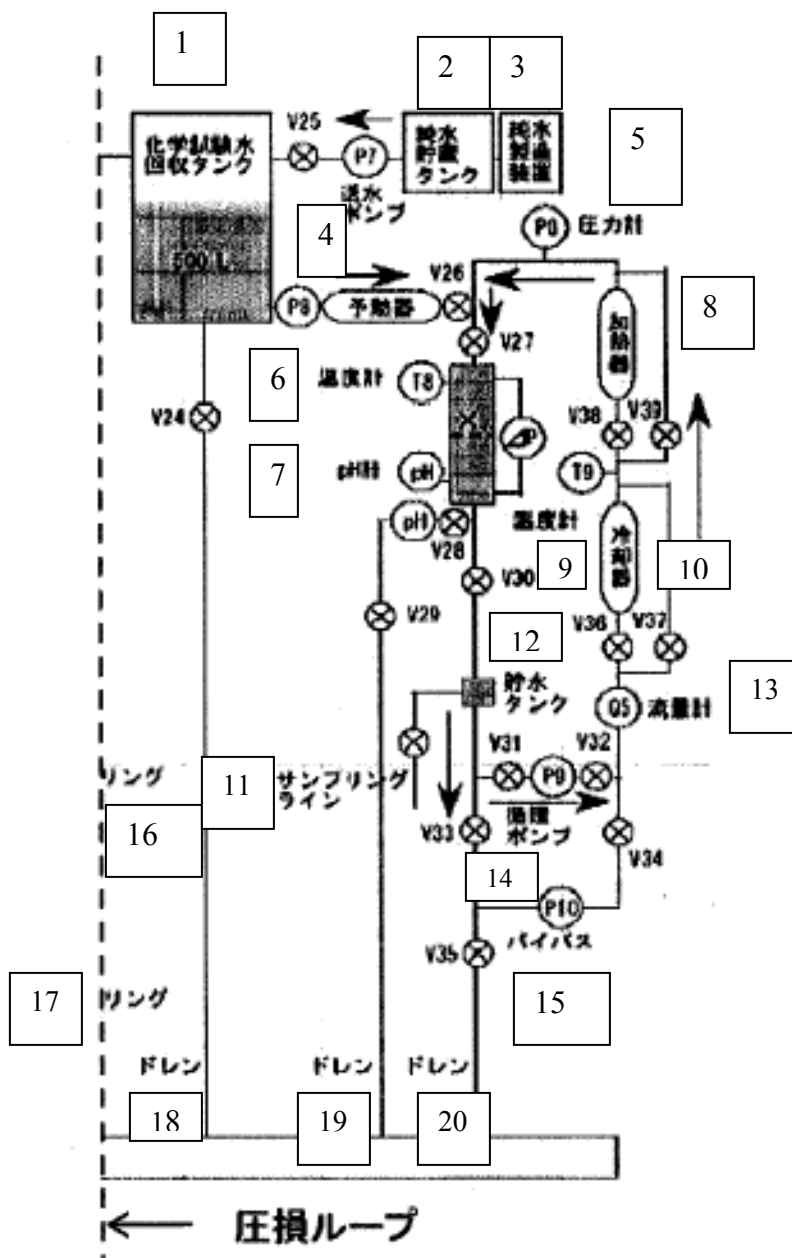 1
2
3
化学試験水
回収タンク
V25
P7
送水
ポンプ
純水
貯蔵
タンク
純水
製造
装置
5
P0
圧力計
500 L
4
V26
P8
予熱器
加熱器
8
V27
6
温度計
T8
V24
V38
V39
7
pH計
pH
T9
pH
V28
温度計
冷却器
9
10
V30
V29
V36
V37
12
貯水
タンク
Q5
流量計
13
リング
11
サンプリング
ライン
V31
P9
V32
循環
ポンプ
16
V33
V34
14
P10
バイパス
V35
17
リング
15
ドレン
ドレン
ドレン
18
19
20
圧損ループ